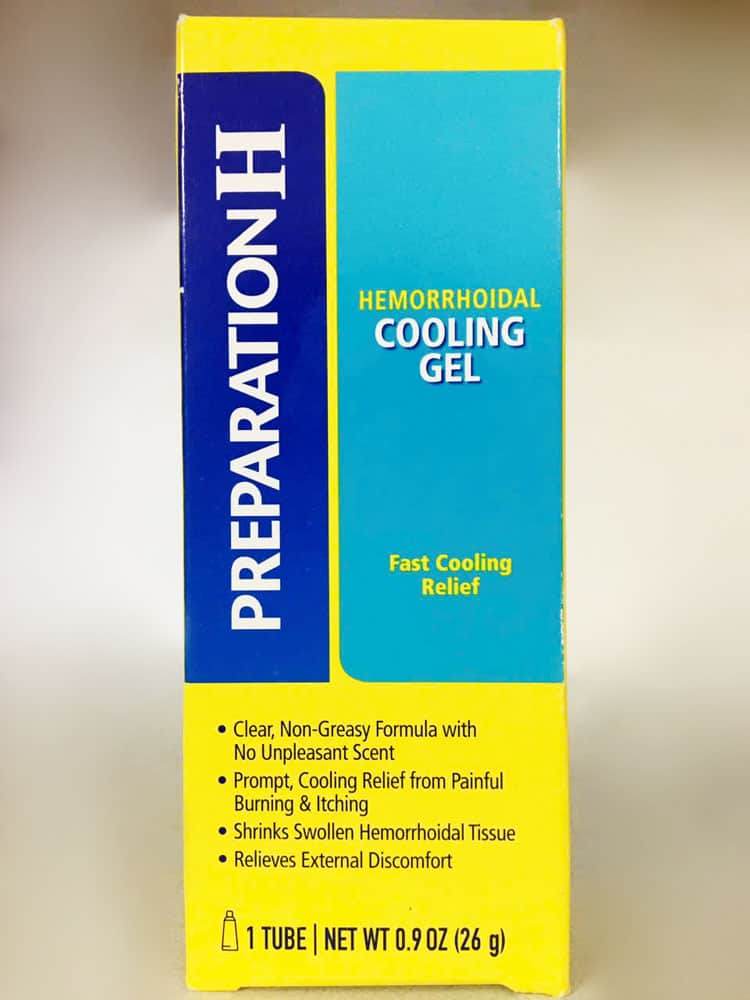 PREPARATION H
HEMORRHOIDAL
COOLING
GEL
Fast Cooling
Relief
• Clear, Non-Greasy Formula with
No Unpleasant Scent
• Prompt, Cooling Relief from Painful
Burning & Itching
• Shrinks Swollen Hemorrhoidal Tissue
• Relieves External Discomfort
1 TUBE | NET WT 0.9 OZ (26 g)